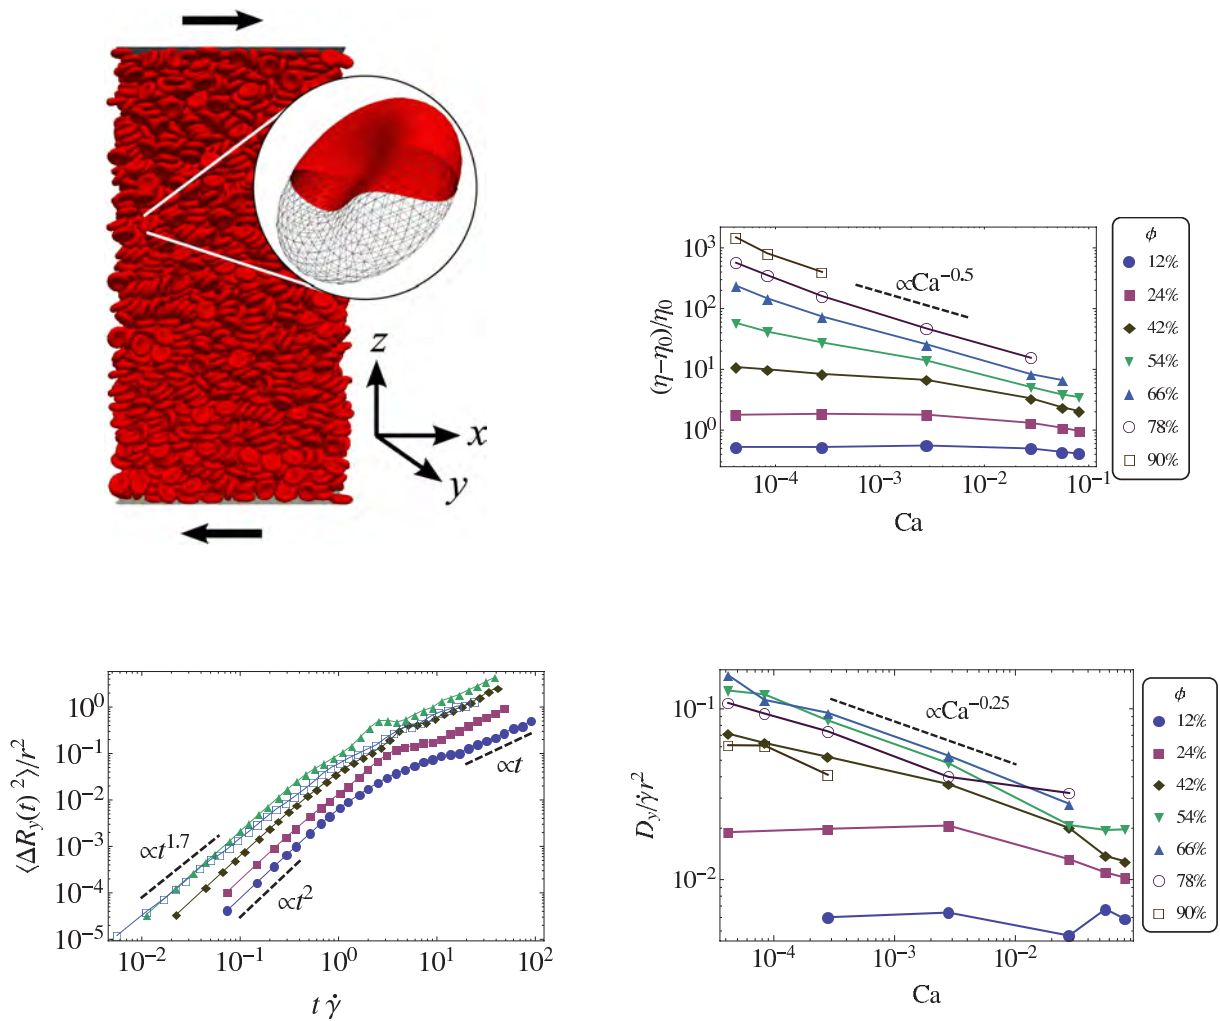 z
x
y
(η−η₀)/η₀
10³
10²
10¹
10⁰
∝Ca⁻⁰·⁵
10⁻⁴
10⁻³
10⁻²
10⁻¹
Ca
ϕ
12%
24%
42%
54%
66%
78%
90%
⟨ΔR_y(t)²⟩/r²
10⁰
10⁻¹
10⁻²
10⁻³
10⁻⁴
10⁻⁵
∝t¹·⁷
∝t²
∝t
10⁻²
10⁻¹
10⁰
10¹
10²
t γ̇
D_y/γ̇r²
10⁻¹
10⁻²
∝Ca⁻⁰·²⁵
10⁻⁴
10⁻³
10⁻²
Ca
ϕ
12%
24%
42%
54%
66%
78%
90%